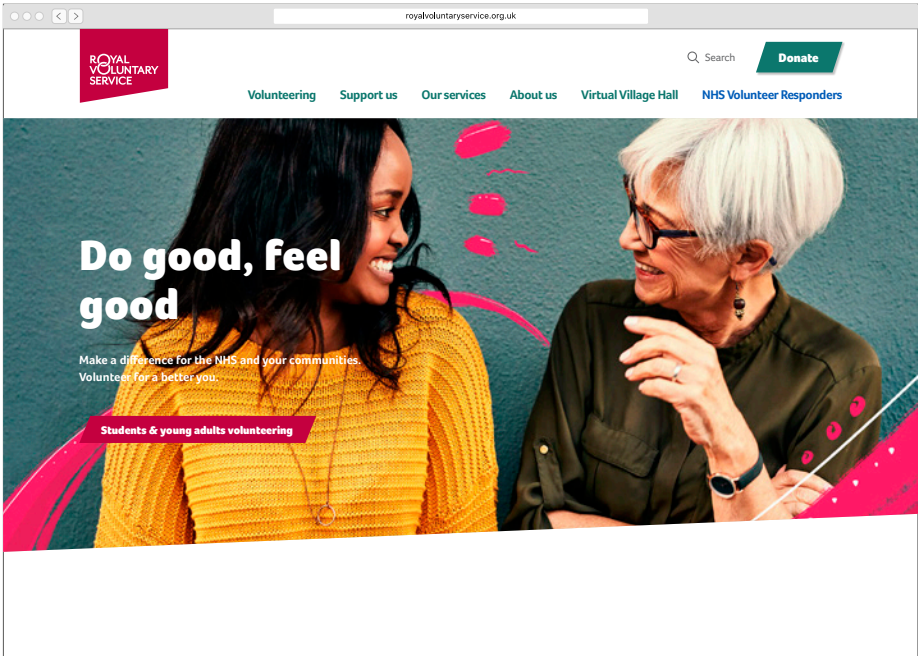 royalvoluntaryservice.org.uk
ROYAL
VOLUNTARY
SERVICE
Search
Donate
Volunteering Support us Our services About us Virtual Village Hall NHS Volunteer Responders
Do good, feel
good
Make a difference for the NHS and your communities.
Volunteer for a better you.
Students & young adults volunteering